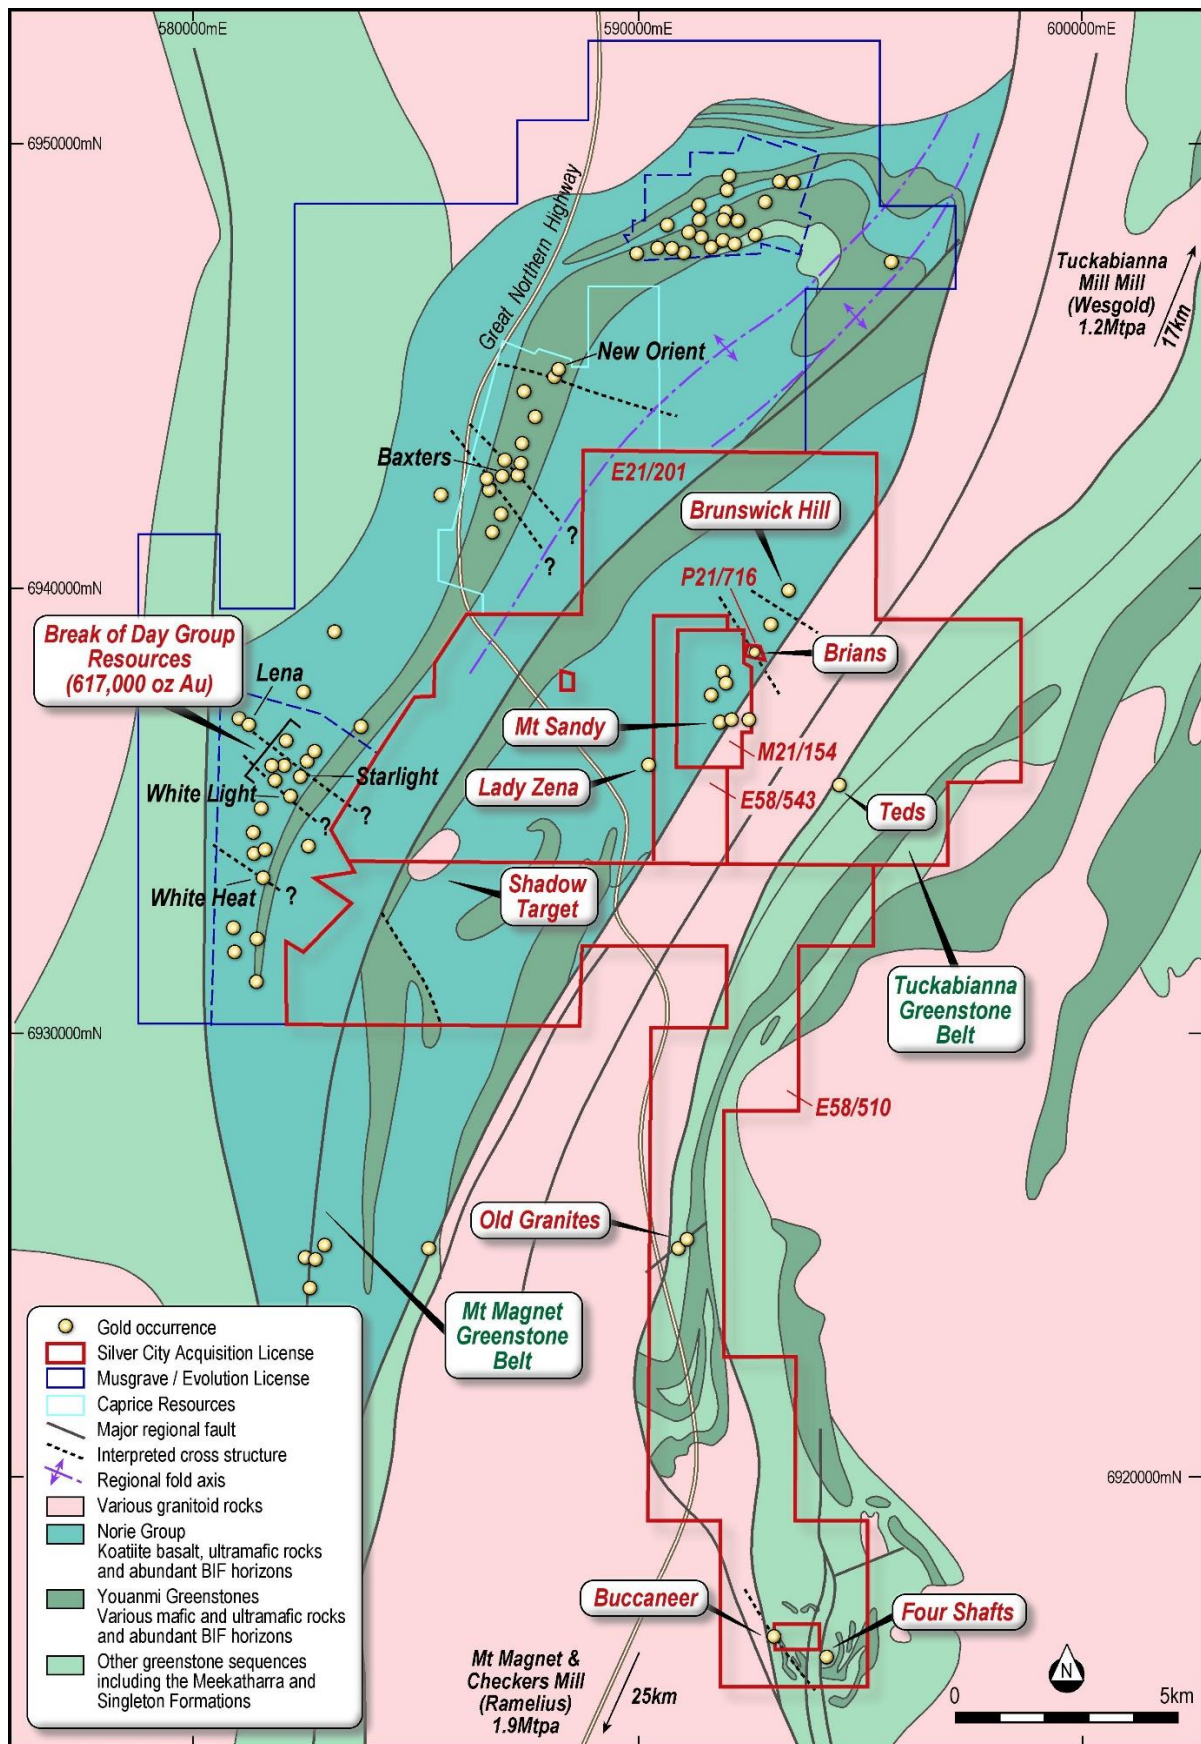 580000mE
590000mE
600000mE
6950000mN
Great Northern Highway
Tuckabianna
Mill Mill
(Wesgold)
1.2Mtpa
17km
New Orient
Baxters
?
?
E21/201
Brunswick Hill
P21/716
6940000mN
Break of Day Group
Resources
(617,000 oz Au)
Lena
Brians
Mt Sandy
M21/154
Starlight
Lady Zena
E58/543
White Light
?
?
Teds
Shadow
Target
White Heat
?
Tuckabianna
Greenstone
Belt
6930000mN
E58/510
Old Granites
Mt Magnet
Greenstone
Belt
Gold occurrence
Silver City Acquisition License
Musgrave / Evolution License
Caprice Resources
Major regional fault
Interpreted cross structure
Regional fold axis
Various granitoid rocks
Norie Group
Koatiite basalt, ultramafic rocks
and abundant BIF horizons
Youanmi Greenstones
Various mafic and ultramafic rocks
and abundant BIF horizons
Other greenstone sequences
including the Meekatharra and
Singleton Formations
6920000mN
Buccaneer
Four Shafts
Mt Magnet &
Checkers Mill
(Ramelius)
1.9Mtpa
25km
N
0
5km